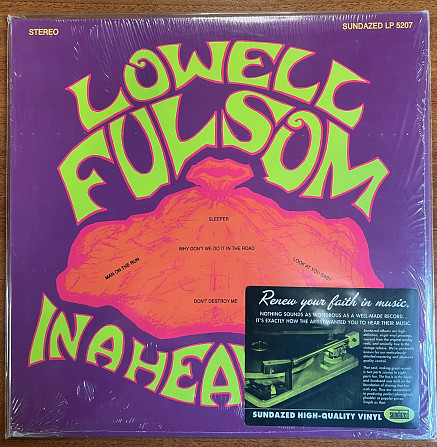 STEREO
SUNDAZED LP 5207
LOWELL
FULSOM
SLEEPER
WHY DON'T WE DO IT IN THE ROAD
MAN ON THE RUN
LOOK AT YOU BABY
DON'T DESTROY ME
IN A HEA
Renew your faith in music.
NOTHING SOUNDS AS WONDROUS AS A WELL-MADE RECORD.
IT'S EXACTLY HOW THE ARTIST WANTED YOU TO HEAR THEIR MUSIC.
SUNDAZED HIGH-QUALITY VINYL
SUNDAZED